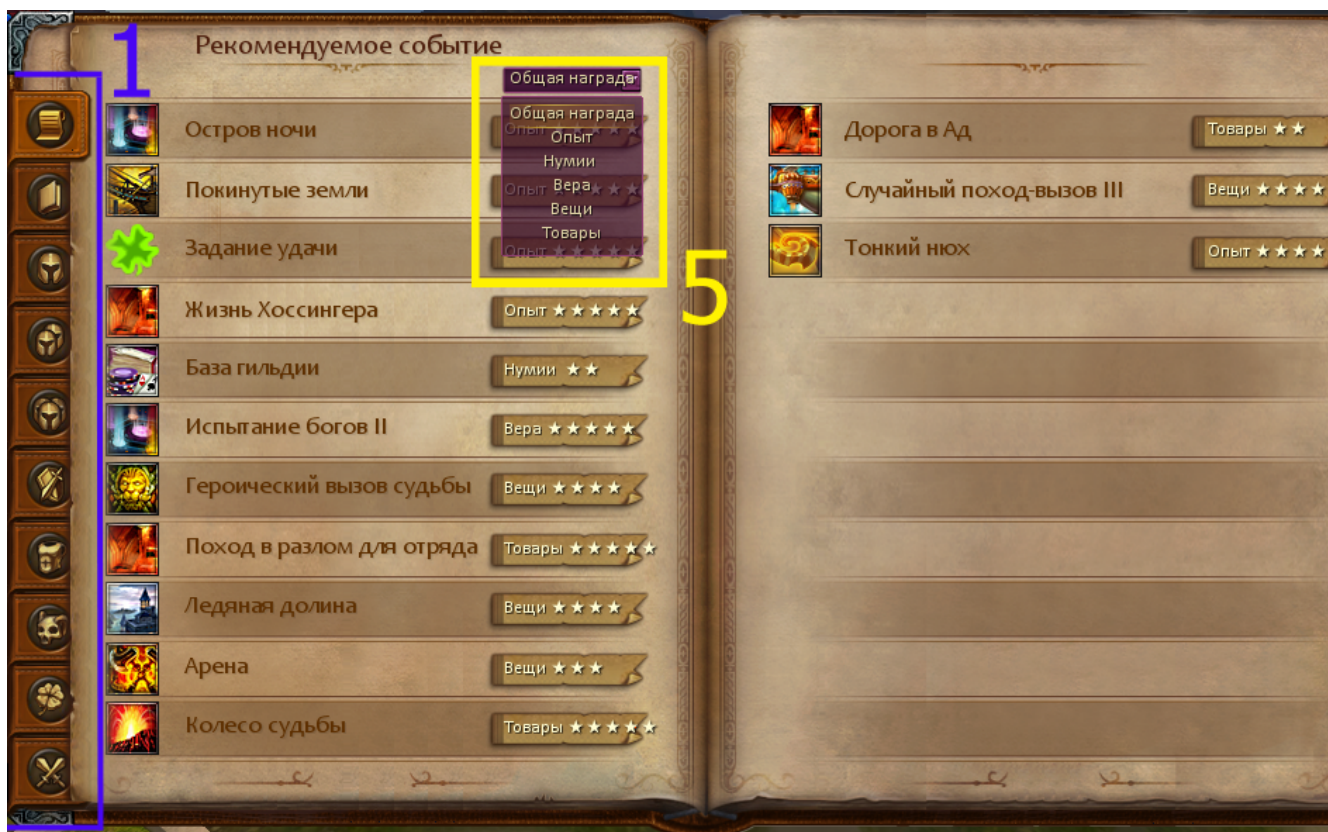 1
Рекомендуемое событие
Общая награда
Общая награда
Опыт
Нумии
Вера
Вещи
Товары
5
Остров ночи Опыт ★★★★★
Покинутые земли Опыт ★★★★★
Задание удачи Опыт ★★★★★
Жизнь Хоссингера Опыт ★★★★★
База гильдии Нумии ★★
Испытание богов II Вера ★★★★★
Героический вызов судьбы Вещи ★★★★
Поход в разлом для отряда Товары ★★★★★
Ледяная долина Вещи ★★★★
Арена Вещи ★★★
Колесо судьбы Товары ★★★★★
Дорога в Ад Товары ★★
Случайный поход-вызов III Вещи ★★★★
Тонкий нюх Опыт ★★★★